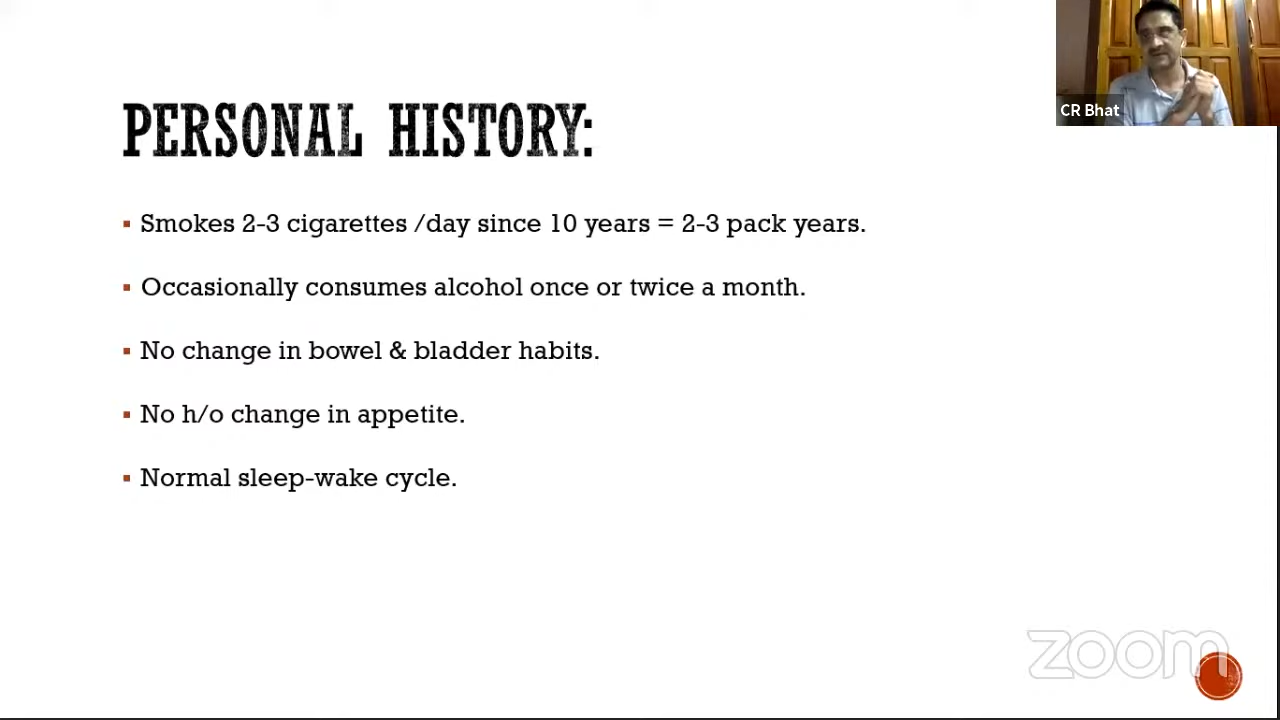 CR Bhat
PERSONAL HISTORY:
Smokes 2-3 cigarettes /day since 10 years = 2-3 pack years.
Occasionally consumes alcohol once or twice a month.
No change in bowel & bladder habits.
No h/o change in appetite.
Normal sleep-wake cycle.
zoom